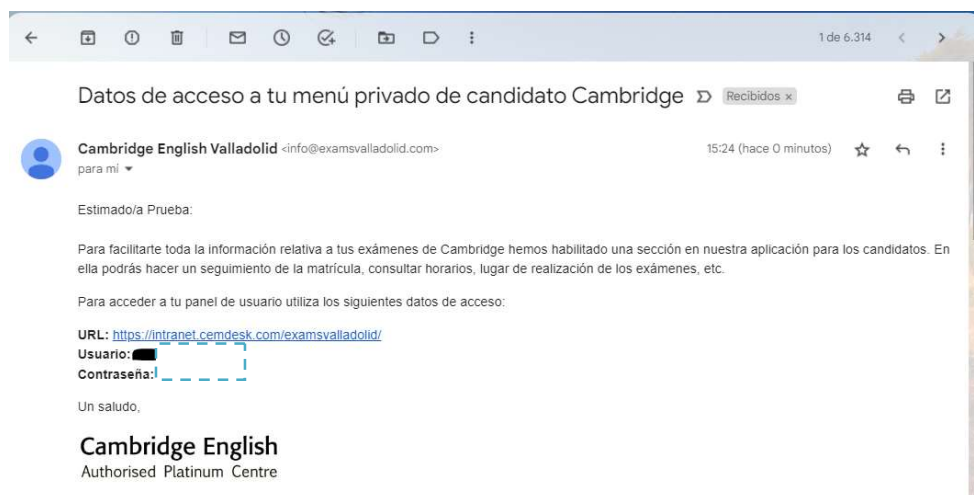 1 de 6.314
Datos de acceso a tu menú privado de candidato Cambridge
Recibidos ×
Cambridge English Valladolid <info@examsvalladolid.com>
15:24 (hace 0 minutos)
para mí
Estimado/a Prueba:
Para facilitarte toda la información relativa a tus exámenes de Cambridge hemos habilitado una sección en nuestra aplicación para los candidatos. En
ella podrás hacer un seguimiento de la matrícula, consultar horarios, lugar de realización de los exámenes, etc.
Para acceder a tu panel de usuario utiliza los siguientes datos de acceso:
URL: https://intranet.cemdesk.com/examsvalladolid/
Usuario:
Contraseña:
Un saludo,
Cambridge English
Authorised Platinum Centre